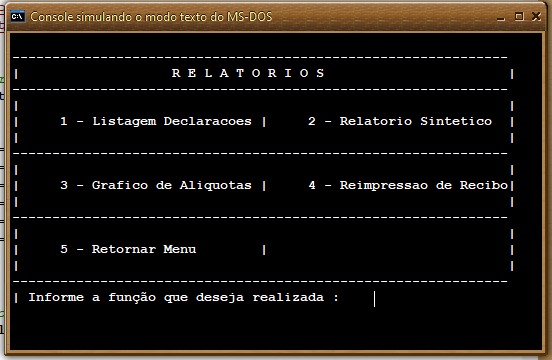 Console simulando o modo texto do MS-DOS
R E L A T O R I O S
1 - Listagem Declaracoes | 2 - Relatorio Sintetico
3 - Grafico de Aliquotas | 4 - Reimpressao de Recibo
5 - Retornar Menu
Informe a função que deseja realizada :